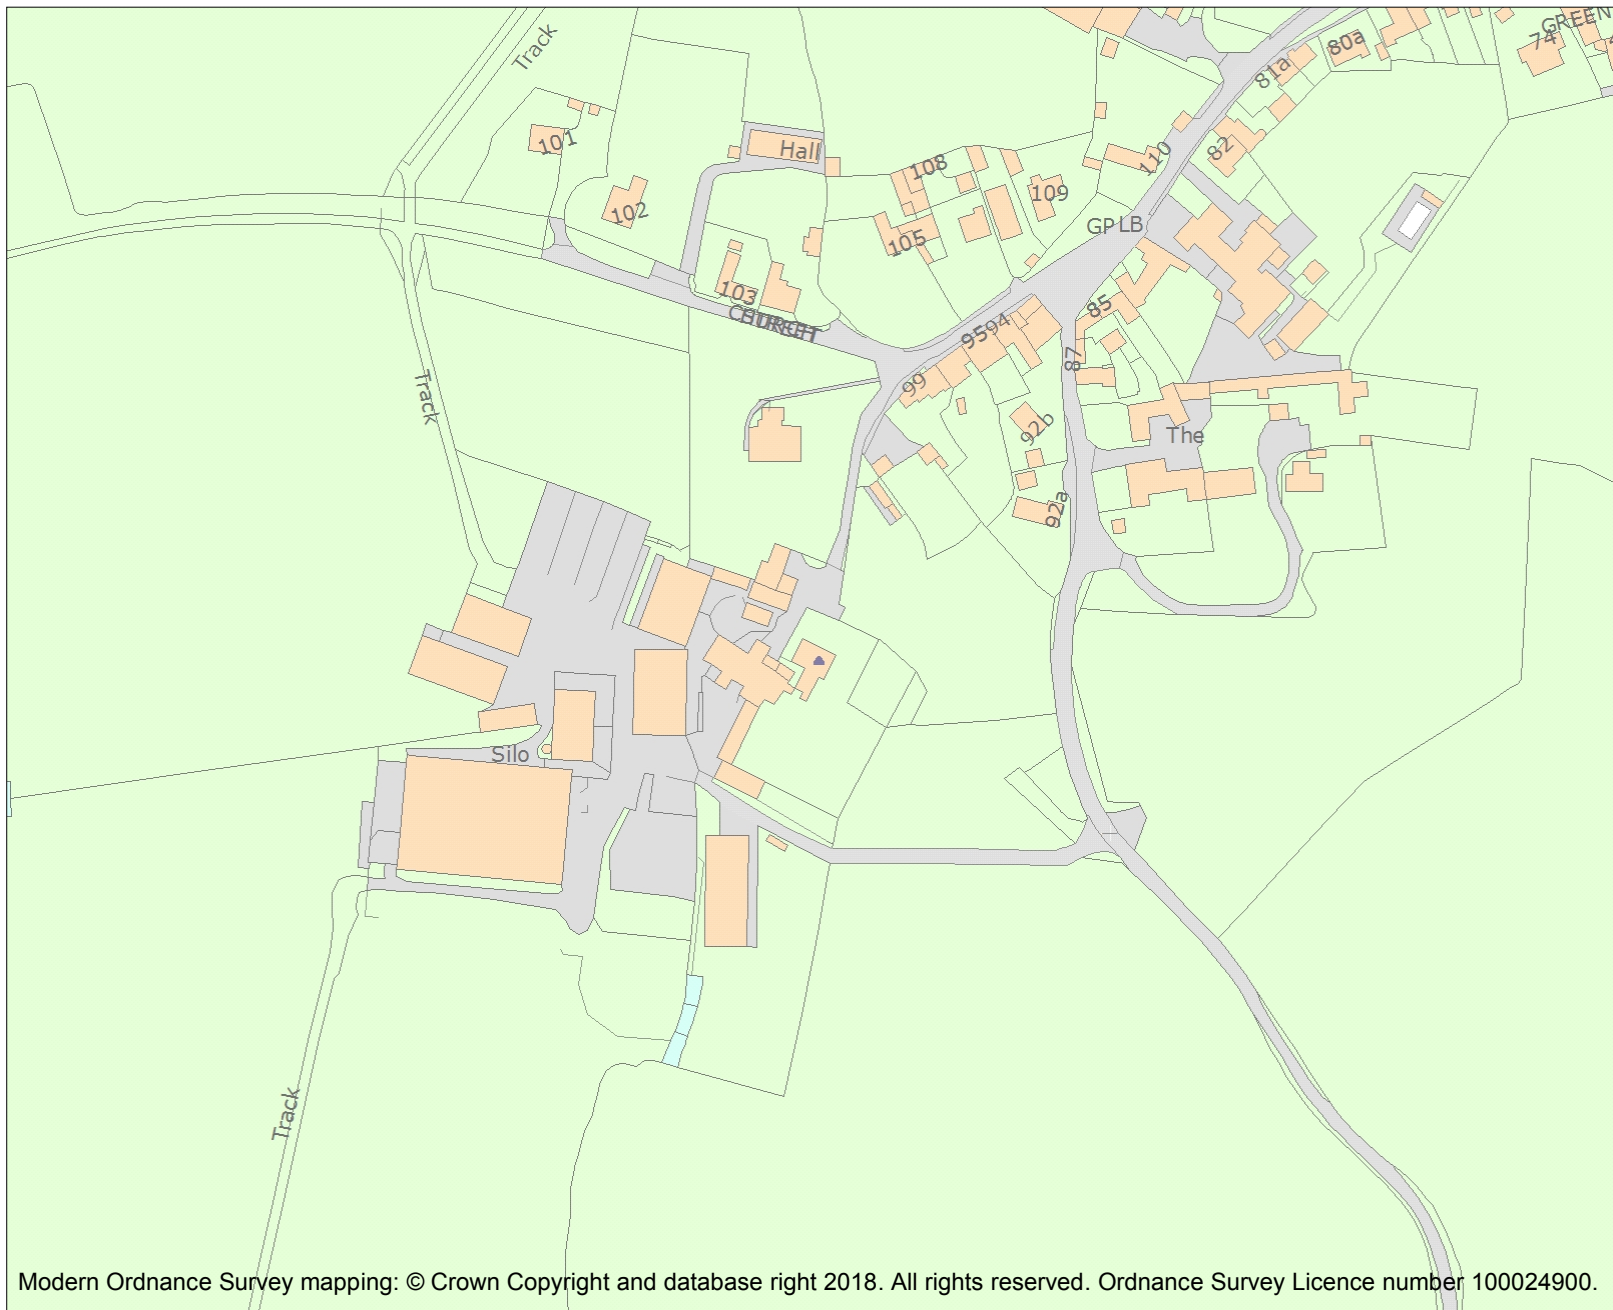 Track
GREEN
74
80a
81a
101
Hall
82
108
110
102
109
GP LB
105
103
85
CHURCH
STREET
94
95
87
99
Track
92b
The
92a
Silo
Track
Modern Ordnance Survey mapping: © Crown Copyright and database right 2018. All rights reserved. Ordnance Survey Licence number 100024900.